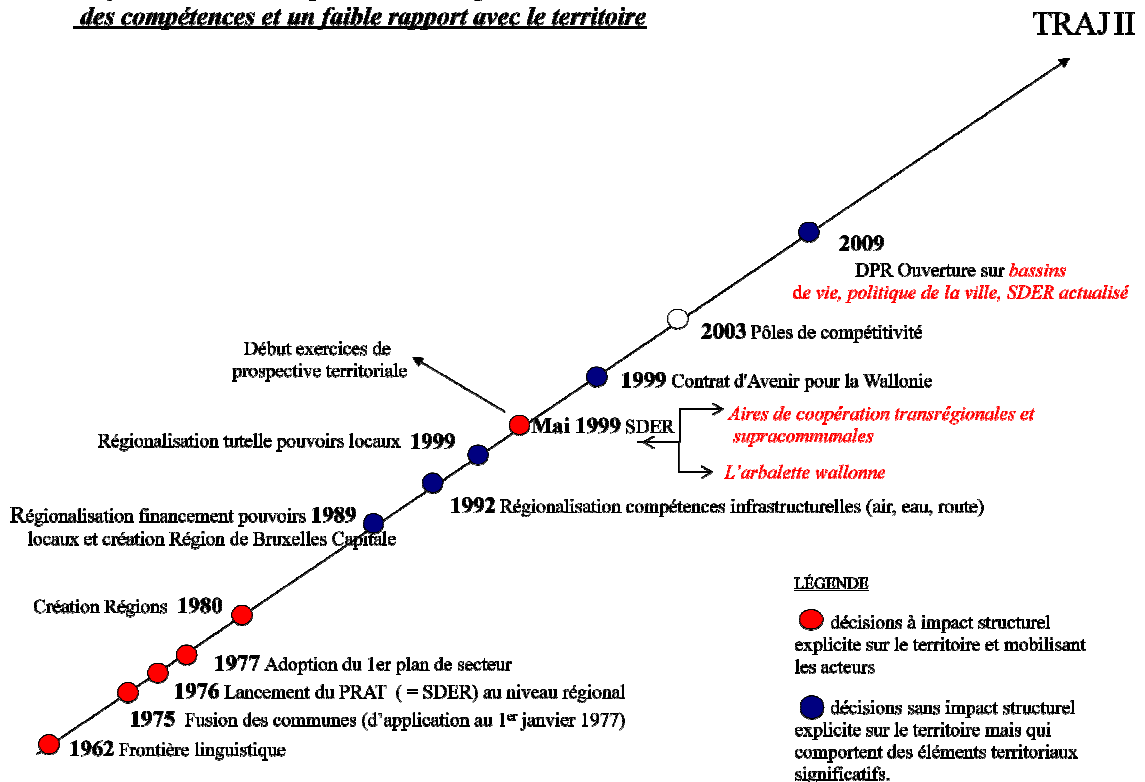 des compétences et un faible rapport avec le territoire
TRAJII
2009
DPR Ouverture sur bassins
de vie, politique de la ville, SDER actualisé
2003 Pôles de compétitivité
Début exercices de
prospective territoriale
1999 Contrat d'Avenir pour la Wallonie
Mai 1999 SDER
Aires de coopération transrégionales et
supracommunales
L'arbalette wallonne
Régionalisation tutelle pouvoirs locaux 1999
1992 Régionalisation compétences infrastructurelles (air, eau, route)
Régionalisation financement pouvoirs 1989
locaux et création Région de Bruxelles Capitale
Création Régions 1980
1977 Adoption du 1er plan de secteur
1976 Lancement du PRAT ( = SDER) au niveau régional
1975 Fusion des communes (d'application au 1er janvier 1977)
1962 Frontière linguistique
LÉGENDE
décisions à impact structurel
explicite sur le territoire et mobilisant
les acteurs
décisions sans impact structurel
explicite sur le territoire mais qui
comportent des éléments territoriaux
significatifs.